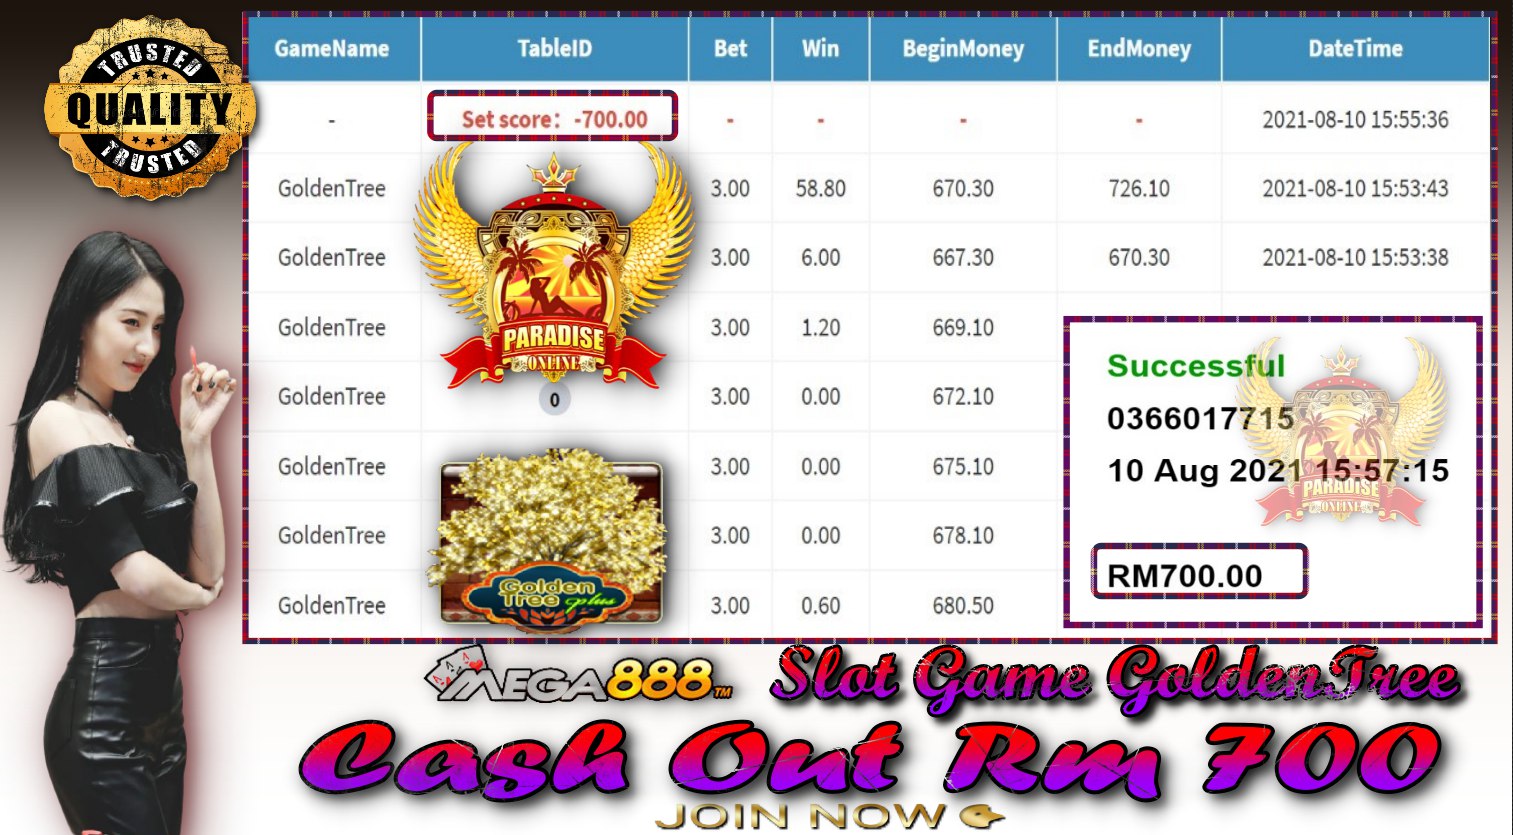 TRUSTED
QUALITY
TRUSTED
GameName TableID Bet Win BeginMoney EndMoney DateTime
- Set score: -700.00 - - - - 2021-08-10 15:55:36
GoldenTree 3.00 58.80 670.30 726.10 2021-08-10 15:53:43
GoldenTree 3.00 6.00 667.30 670.30 2021-08-10 15:53:38
GoldenTree 3.00 1.20 669.10
PARADISE
ONLINE
GoldenTree 0 3.00 0.00 672.10
GoldenTree 3.00 0.00 675.10
GoldenTree 3.00 0.00 678.10
GoldenTree 3.00 0.60 680.50
Golden
Tree plus
Successful
0366017715
10 Aug 2021 15:57:15
PARADISE
ONLINE
RM700.00
MEGA888 TM Slot Game GoldenTree
Cash Out Rm 700
JOIN NOW